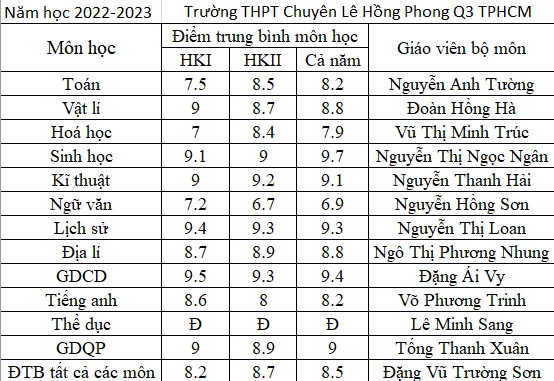 Năm học 2022-2023 Trường THPT Chuyên Lê Hồng Phong Q3 TPHCM
Môn học Điểm trung bình môn học Giáo viên bộ môn
HKI HKII Cả năm
Toán 7.5 8.5 8.2 Nguyễn Anh Tường
Vật lí 9 8.7 8.8 Đoàn Hồng Hà
Hoá học 7 8.4 7.9 Vũ Thị Minh Trúc
Sinh học 9.1 9 9.7 Nguyễn Thị Ngọc Ngân
Kĩ thuật 9 9.2 9.1 Nguyễn Thanh Hải
Ngữ văn 7.2 6.7 6.9 Nguyễn Hồng Sơn
Lịch sử 9.4 9.3 9.3 Nguyễn Thị Loan
Địa lí 8.7 8.9 8.8 Ngô Thị Phương Nhung
GDCD 9.5 9.3 9.4 Đặng Ái Vy
Tiếng anh 8.6 8 8.2 Võ Phương Trinh
Thể dục Đ Đ Đ Lê Minh Sang
GDQP 9 8.9 9 Tống Thanh Xuân
ĐTB tất cả các môn 8.2 8.7 8.5 Đặng Vũ Trường Sơn